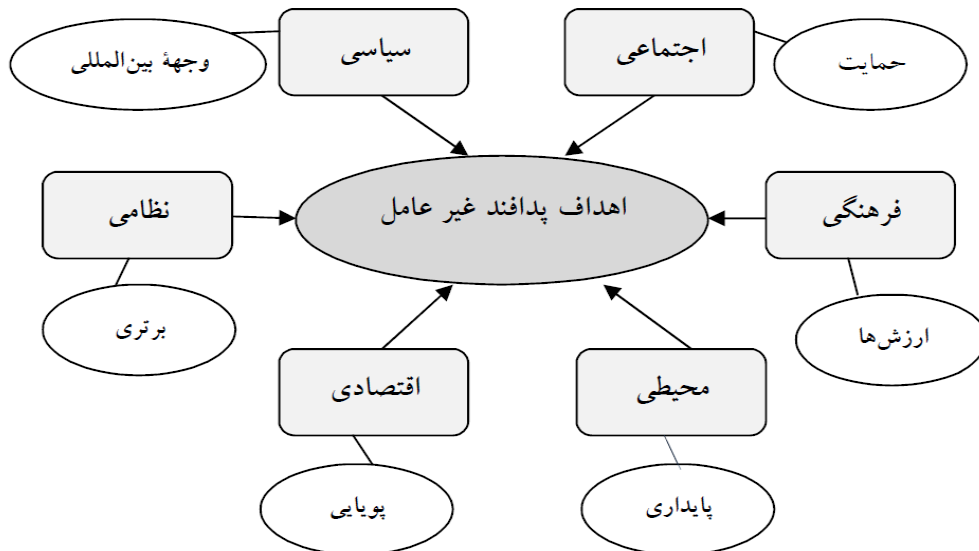 اجتماعی
حمایت
سیاسی
وجههٔ بین‌المللی
اهداف پدافند غیر عامل
فرهنگی
ارزش‌ها
نظامی
برتری
محیطی
پایداری
اقتصادی
پویایی